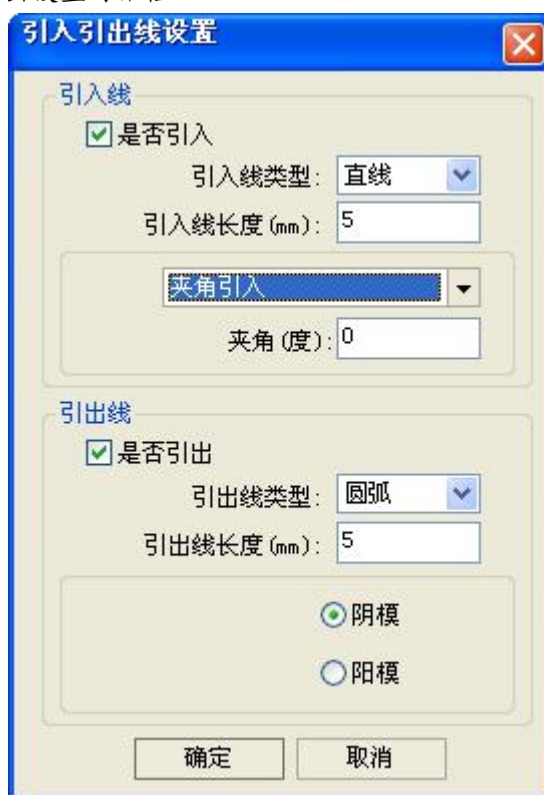 引入引出线设置
引入线
是否引入
引入线类型: 直线
引入线长度(mm): 5
夹角引入
夹角(度): 0
引出线
是否引出
引出线类型: 圆弧
引出线长度(mm): 5
阴模
阳模
确定 取消